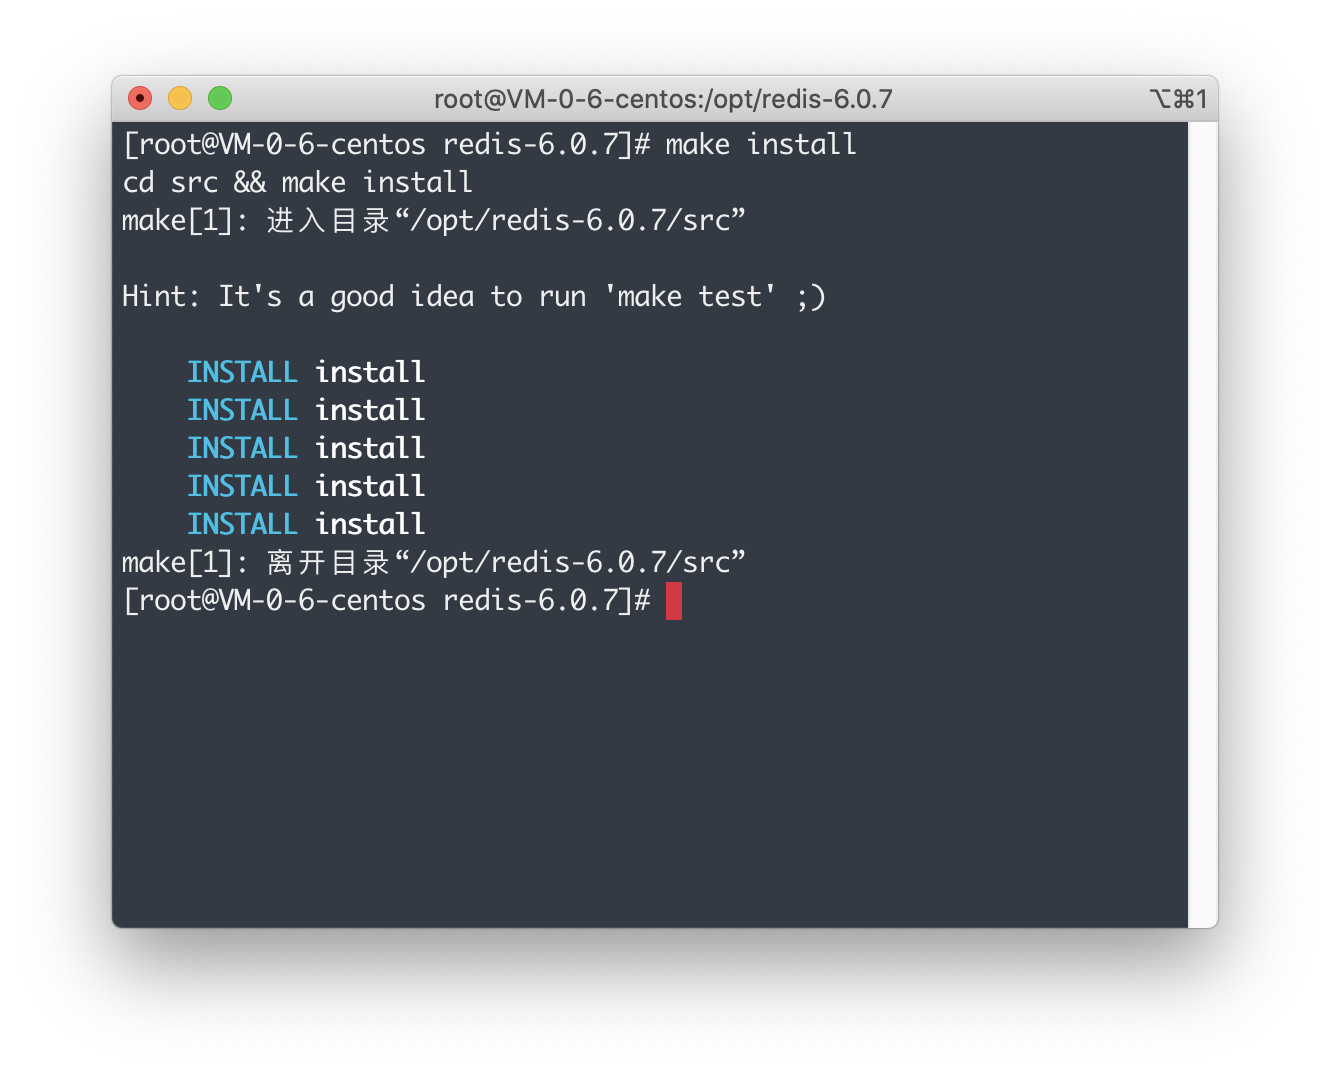 root@VM-0-6-centos:/opt/redis-6.0.7 ⌥⌘1
[root@VM-0-6-centos redis-6.0.7]# make install
cd src && make install
make[1]: 进入目录“/opt/redis-6.0.7/src”
Hint: It's a good idea to run 'make test' ;)
INSTALL install
INSTALL install
INSTALL install
INSTALL install
INSTALL install
make[1]: 离开目录“/opt/redis-6.0.7/src”
[root@VM-0-6-centos redis-6.0.7]#